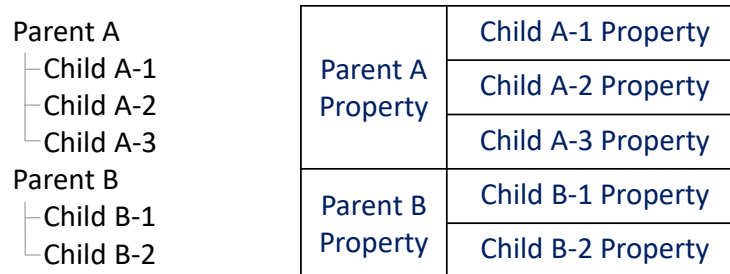 Parent A
Child A-1
Child A-2
Child A-3
Parent B
Child B-1
Child B-2
Parent A
Property
Child A-1 Property
Child A-2 Property
Child A-3 Property
Parent B
Property
Child B-1 Property
Child B-2 Property